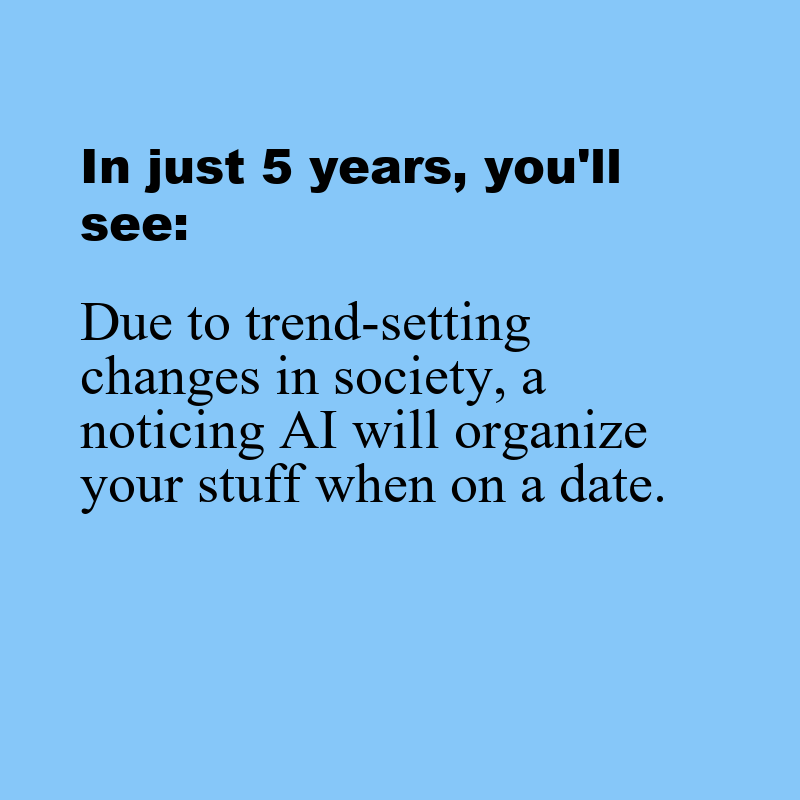 In just 5 years, you'll
see:
Due to trend-setting
changes in society, a
noticing AI will organize
your stuff when on a date.